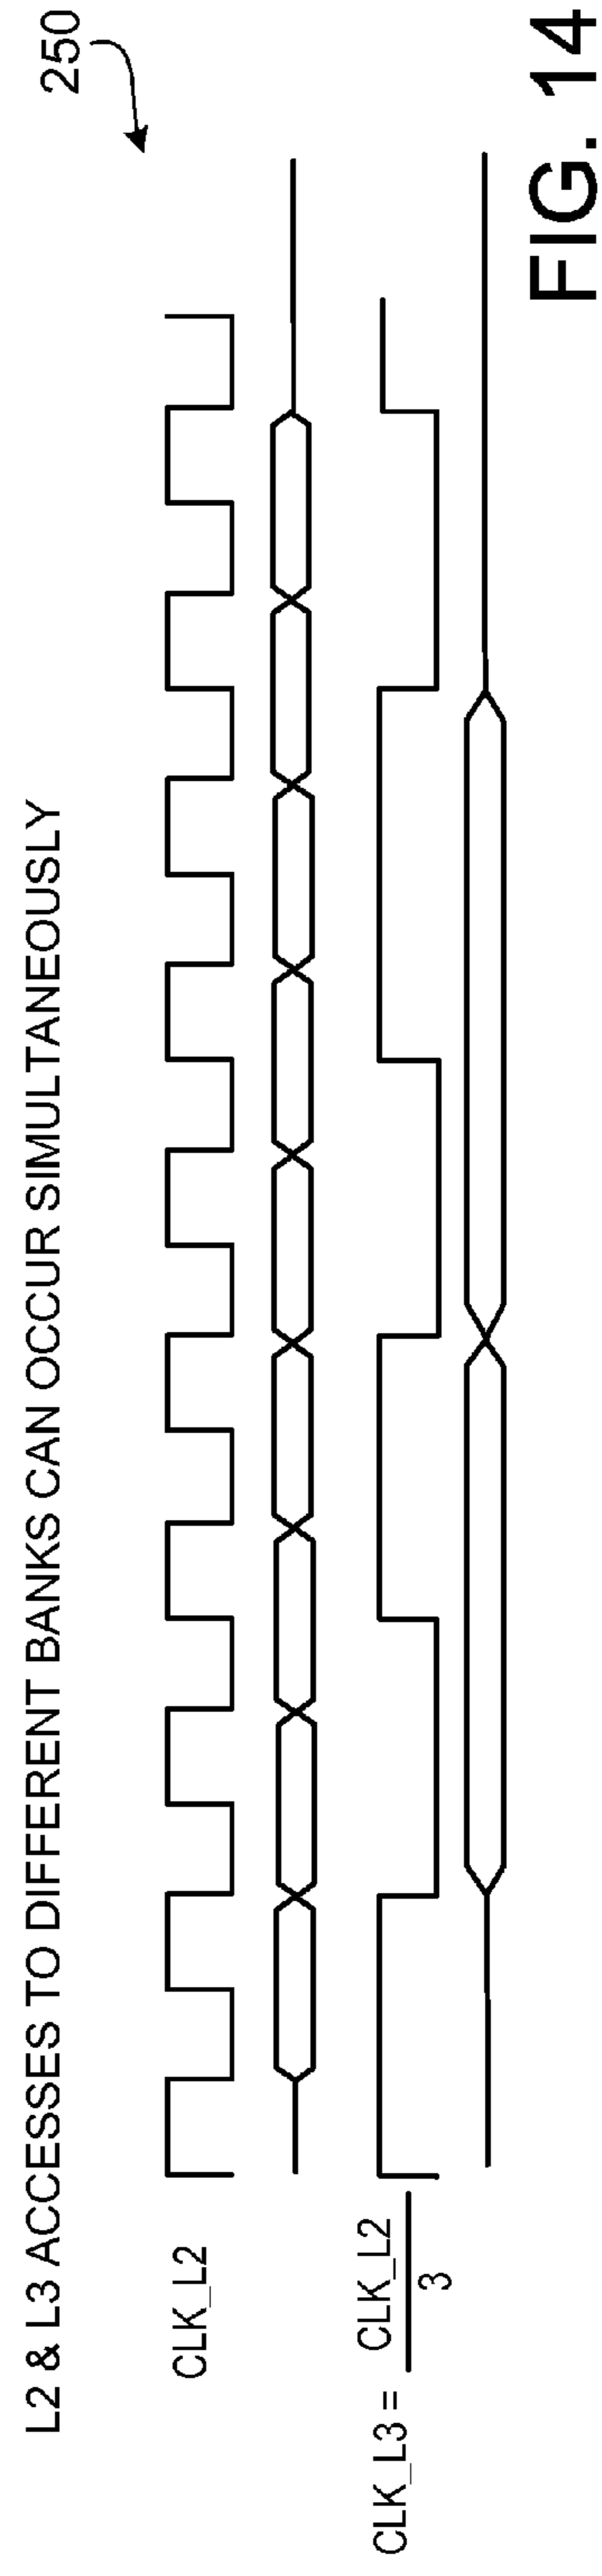 L2 & L3 ACCESSES TO DIFFERENT BANKS CAN OCCUR SIMULTANEOUSLY
250
CLK_L2
CLK_L3 = CLK_L2
3
FIG. 14